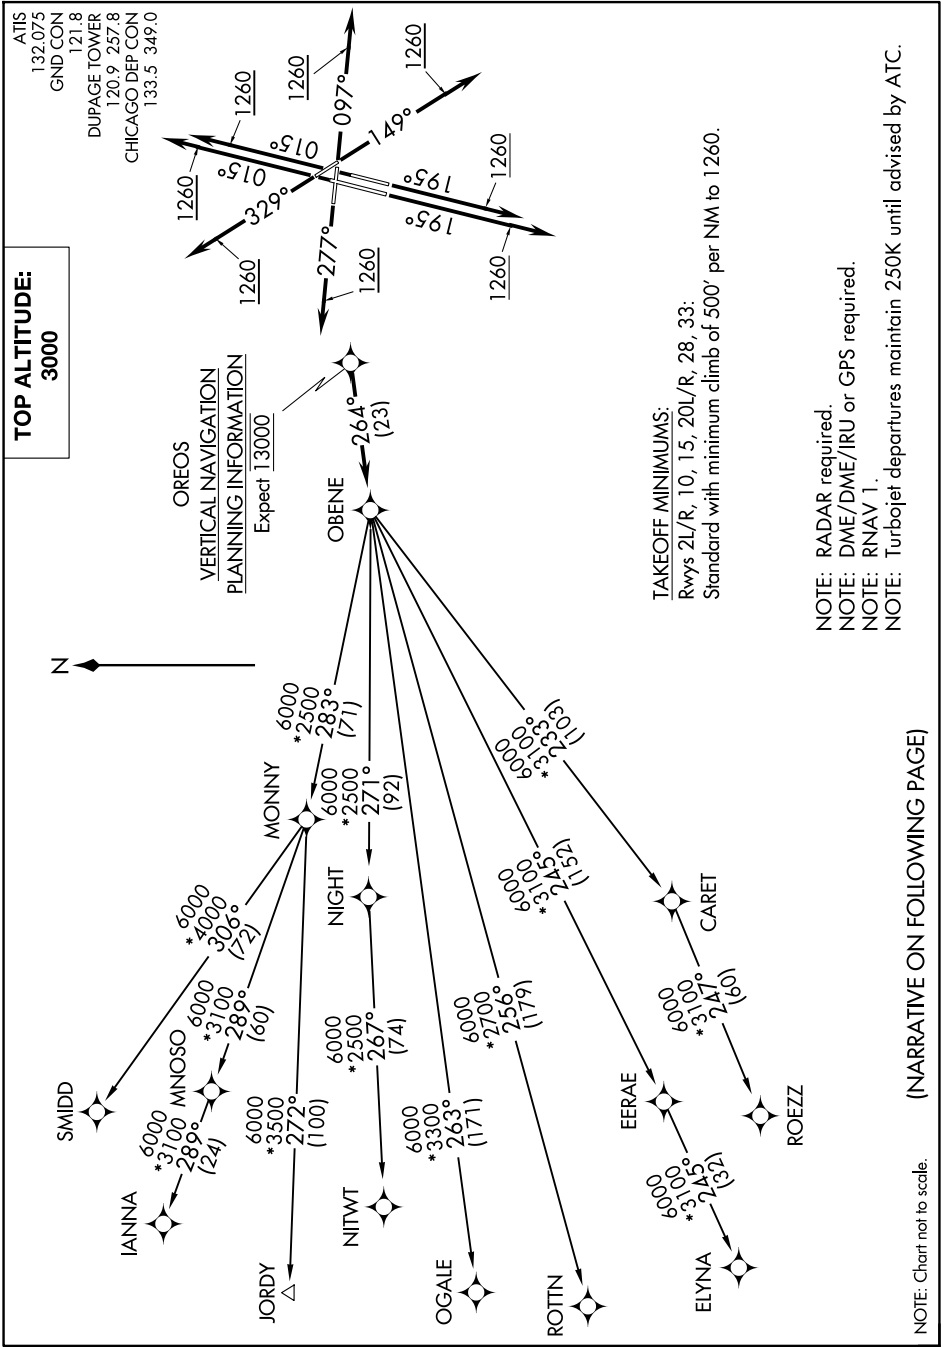 ATIS
132.075
GND CON
121.8
DUPAGE TOWER
120.9 257.8
CHICAGO DEP CON
133.5 349.0
TOP ALTITUDE:
3000
1260
1260
015°
015°
1260
097°
1260
149°
329°
1260
277°
1260
195°
1260
195°
1260
OREOS
VERTICAL NAVIGATION
PLANNING INFORMATION
Expect 13000
264°
(23)
OBENE
N
6000
*2500
283°
(71)
MONNY
6000
*2500
271°
(92)
NIGHT
6000
*4000
306°
(72)
SMIDD
6000
*3100
289°
(60)
MNOSO
6000
*3100
289°
(24)
IANNA
6000
*3500
272°
(100)
JORDY
6000
*2500
267°
(74)
NITWT
6000
*3300
263°
(171)
OGALE
6000
*2700
256°
(179)
ROTTN
6000
*3100
245°
(152)
EERAE
6000
*3100
245°
(32)
ELYNA
6000
*3100
233°
(103)
CARET
6000
*3100
247°
(60)
ROEZZ
TAKEOFF MINIMUMS:
Rwys 2L/R, 10, 15, 20L/R, 28, 33:
Standard with minimum climb of 500' per NM to 1260.
NOTE: RADAR required.
NOTE: DME/DME/IRU or GPS required.
NOTE: RNAV 1.
NOTE: Turbojet departures maintain 250K until advised by ATC.
(NARRATIVE ON FOLLOWING PAGE)
NOTE: Chart not to scale.